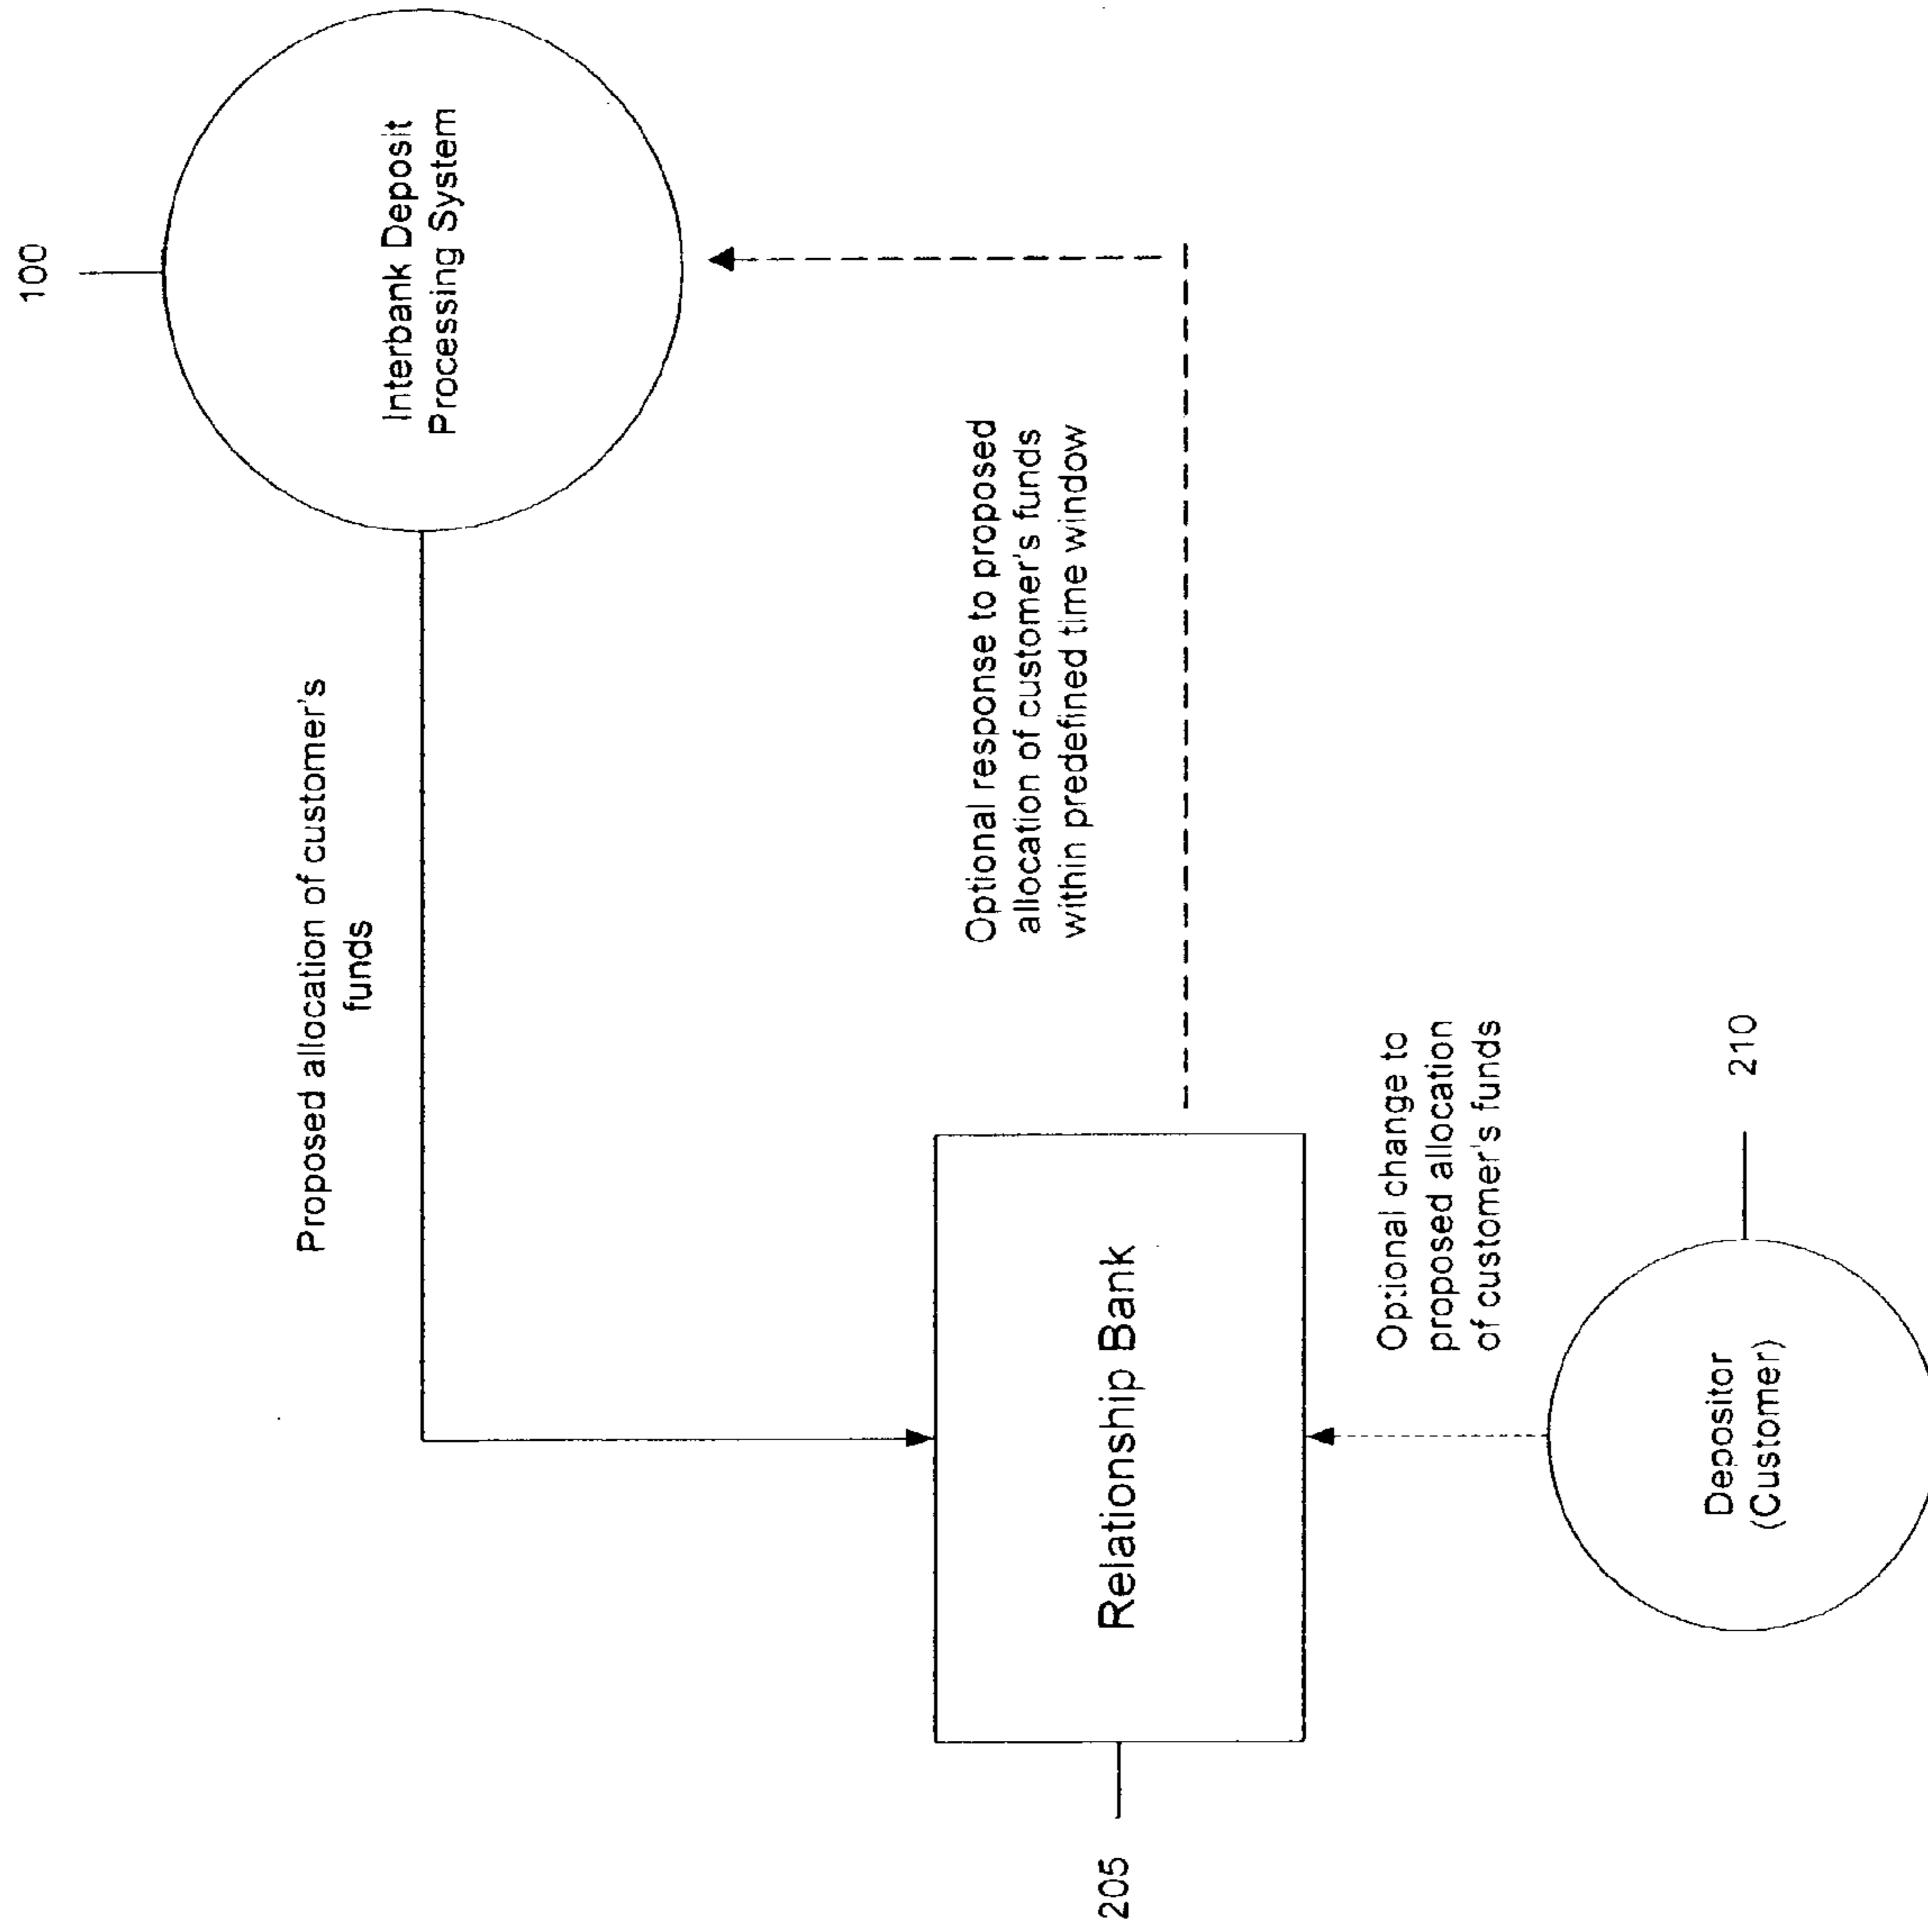 100
Interbank Deposit
Processing System
Proposed allocation of customer's
funds
Optional response to proposed
allocation of customer's funds
within predefined time window
Relationship Bank
205
Optional change to
proposed allocation
of customer's funds
Depositor
(Customer)
210